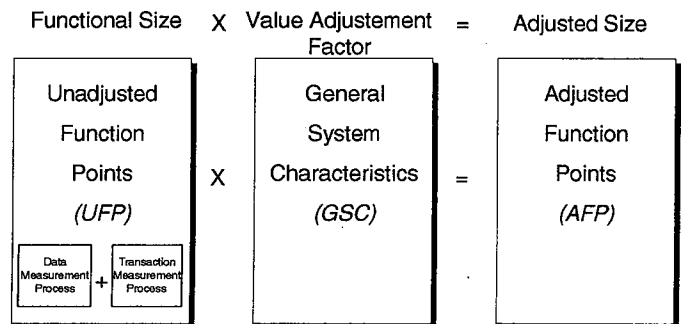 Functional Size X Value Adjustement Factor = Adjusted Size
Unadjusted
Function
Points
(UFP)
Data
Measurement
Process
+
Transaction
Measurement
Process
X
General
System
Characteristics
(GSC)
=
Adjusted
Function
Points
(AFP)